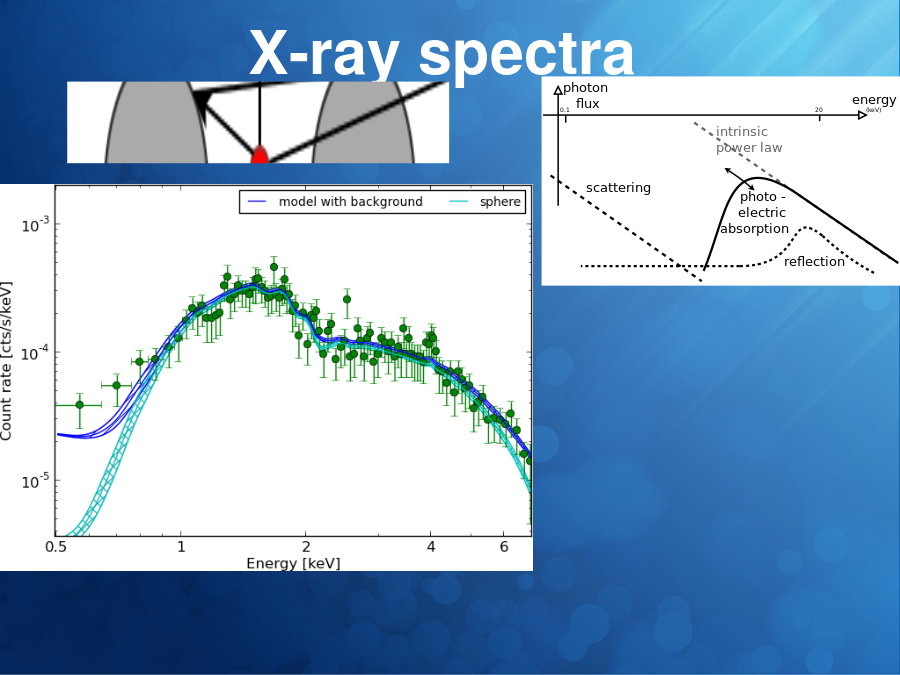 X-ray spectra
photon
flux
energy
(keV)
0.1
20
intrinsic
power law
scattering
photo -
electric
absorption
reflection
model with background
sphere
Count rate [cts/s/keV]
10-3
10-4
10-5
0.5 1 2 4 6
Energy [keV]